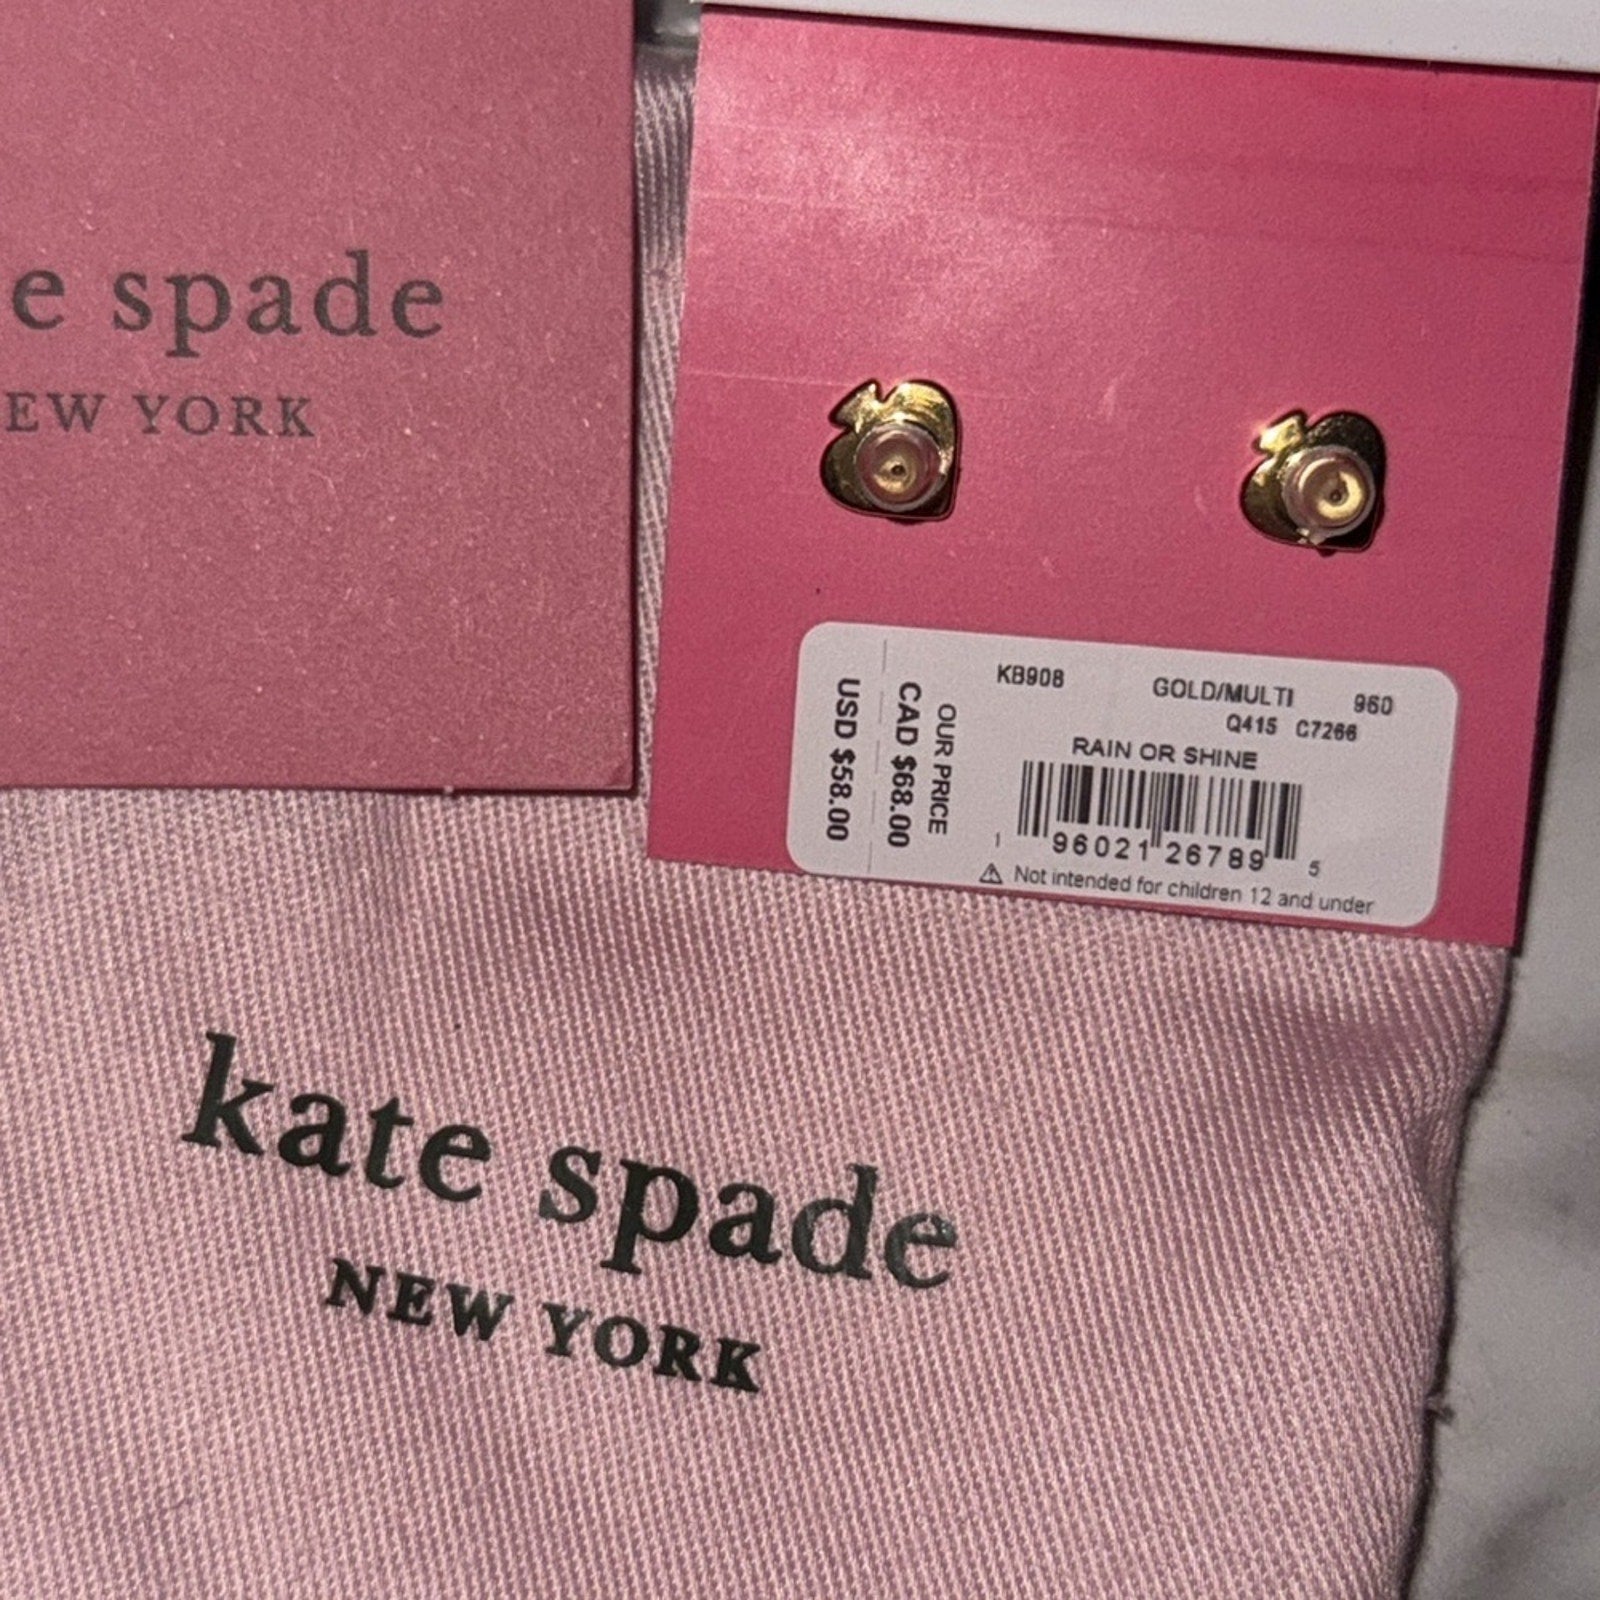 e spade
EW YORK
KB908 GOLD/MULTI 960
Q415 C7266
RAIN OR SHINE
1 96021 26789 5
⚠ Not intended for children 12 and under
OUR PRICE
CAD $68.00
USD $58.00
kate spade
NEW YORK